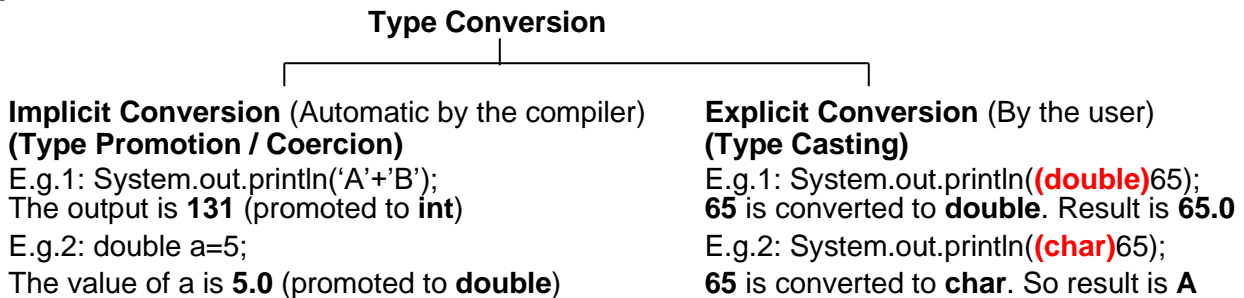 Type Conversion
Implicit Conversion (Automatic by the compiler)
(Type Promotion / Coercion)
E.g.1: System.out.println(‘A’+’B’);
The output is 131 (promoted to int)
E.g.2: double a=5;
The value of a is 5.0 (promoted to double)
Explicit Conversion (By the user)
(Type Casting)
E.g.1: System.out.println((double)65);
65 is converted to double. Result is 65.0
E.g.2: System.out.println((char)65);
65 is converted to char. So result is A